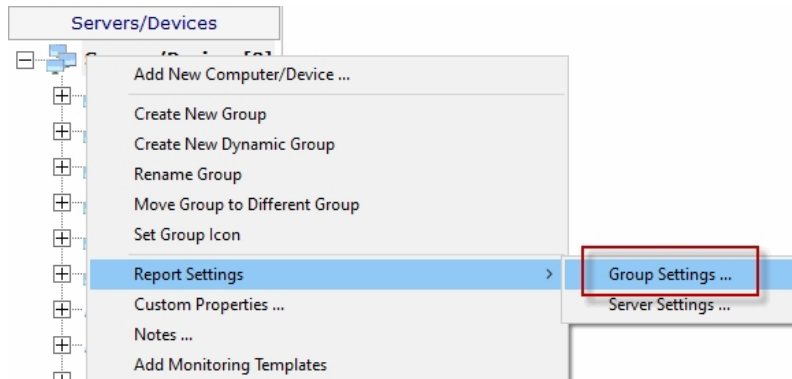 Servers/Devices
Add New Computer/Device ...
Create New Group
Create New Dynamic Group
Rename Group
Move Group to Different Group
Set Group Icon
Report Settings
Group Settings ...
Custom Properties ...
Server Settings ...
Notes ...
Add Monitoring Templates